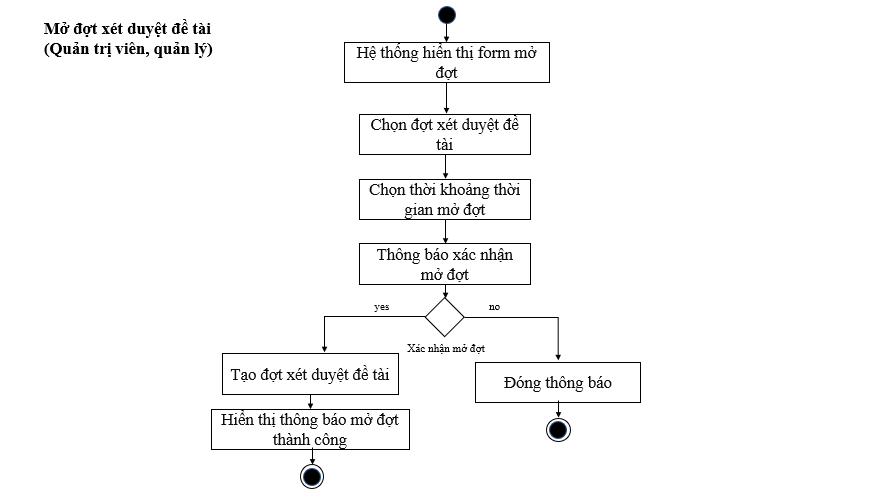 Mở đợt xét duyệt đề tài
(Quản trị viên, quản lý)
Hệ thống hiển thị form mở
đợt
Chọn đợt xét duyệt đề
tài
Chọn thời khoảng thời
gian mở đợt
Thông báo xác nhận
mở đợt
yes
no
Xác nhận mở đợt
Tạo đợt xét duyệt đề tài
Đóng thông báo
Hiển thị thông báo mở đợt
thành công